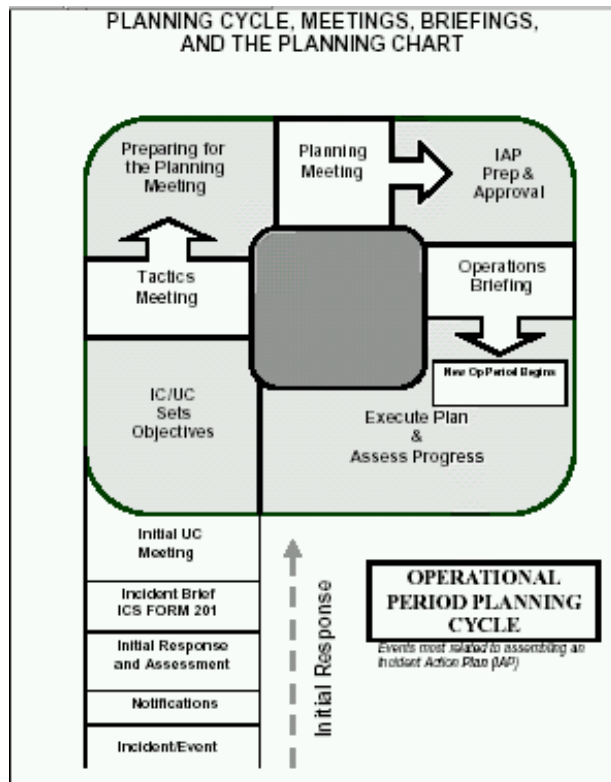 PLANNING CYCLE, MEETINGS, BRIEFINGS,
AND THE PLANNING CHART
Preparing for
the Planning
Meeting
Planning
Meeting
IAP
Prep &
Approval
Tactics
Meeting
Operations
Briefing
New Op Period Begins
IC/UC
Sets
Objectives
Execute Plan
&
Assess Progress
Initial UC
Meeting
Incident Brief
ICS FORM 201
Initial Response
and Assessment
Notifications
Incident/Event
Initial Response
OPERATIONAL
PERIOD PLANNING
CYCLE
Events most related to assembling an
Incident Action Plan (IAP)